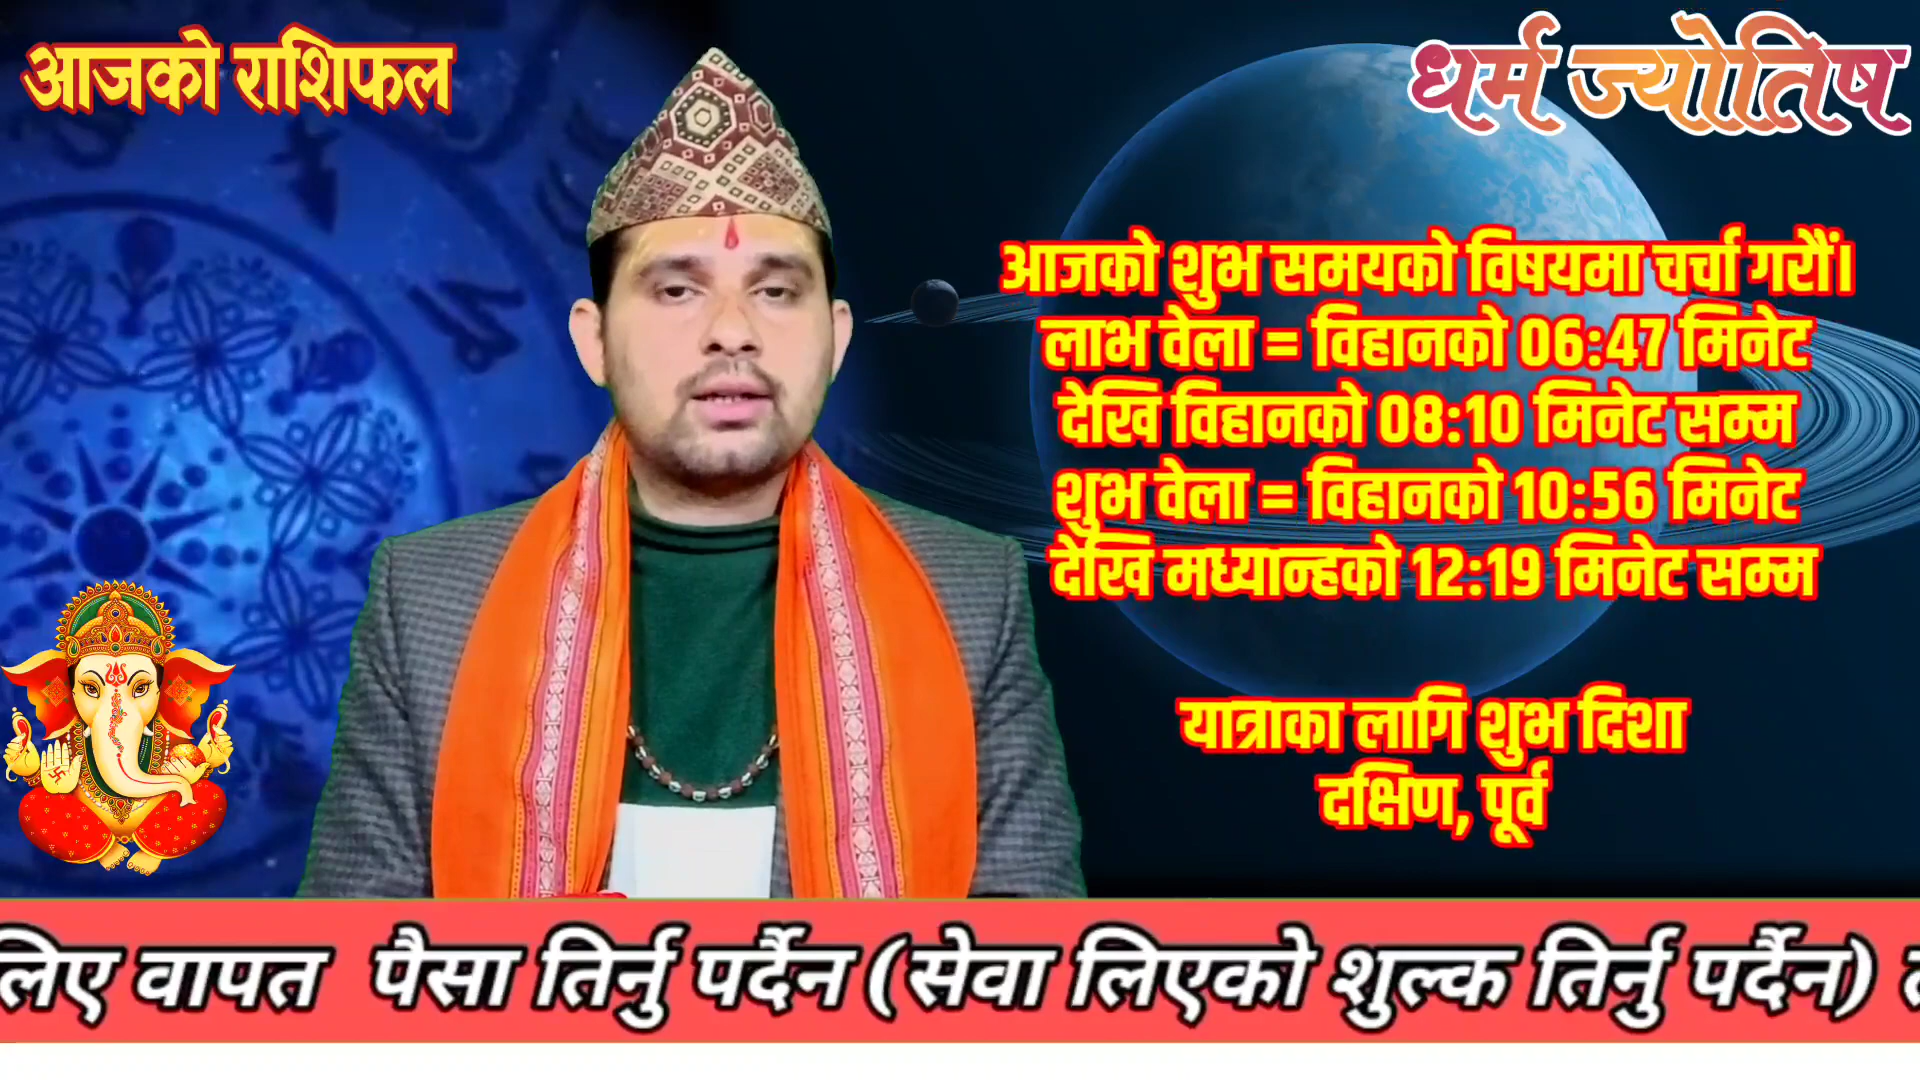 आजको राशिफल
धर्म ज्योतिष
आजको शुभ समयको विषयमा चर्चा गरौं।
लाभ वेला = विहानको 06:47 मिनेट
देखि विहानको 08:10 मिनेट सम्म
शुभ वेला = विहानको 10:56 मिनेट
देखि मध्यान्हको 12:19 मिनेट सम्म
यात्राका लागि शुभ दिशा
दक्षिण, पूर्व
लिए वापत पैसा तिर्नु पर्दैन (सेवा लिएको शुल्क तिर्नु पर्दैन)